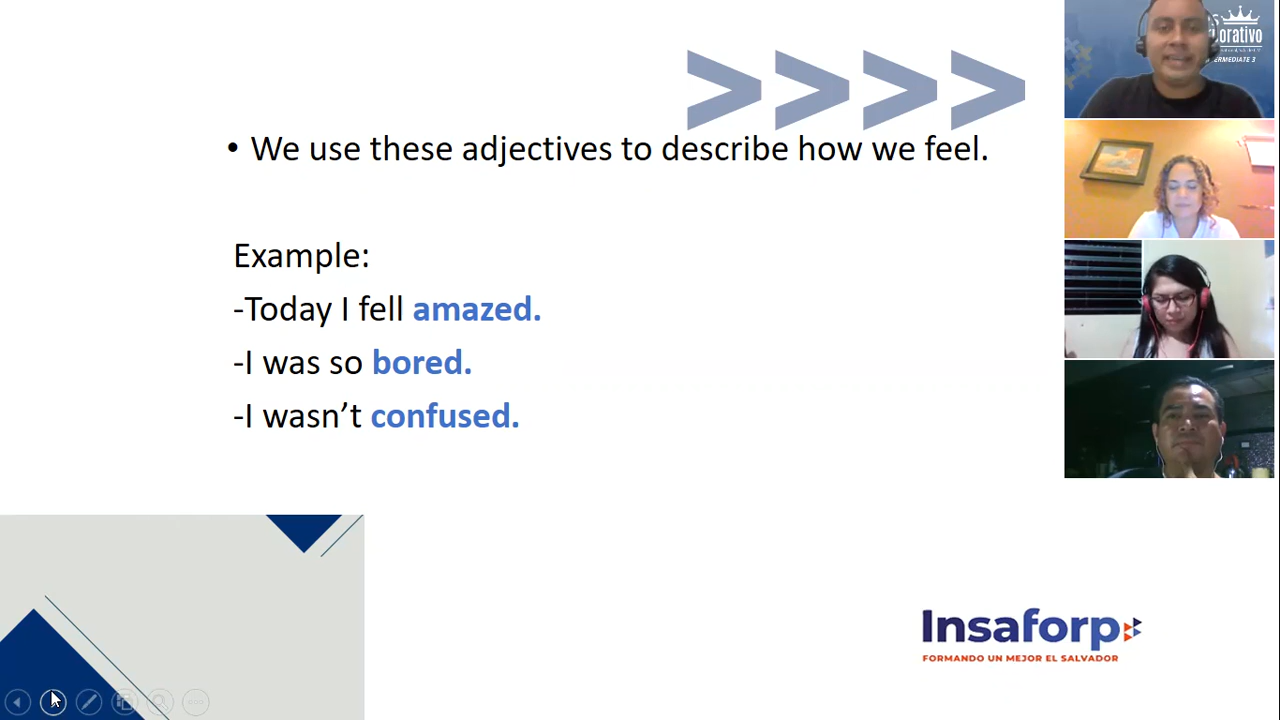 • We use these adjectives to describe how we feel.
Example:
-Today I fell amazed.
-I was so bored.
-I wasn’t confused.
Insaforp
FORMANDO UN MEJOR EL SALVADOR